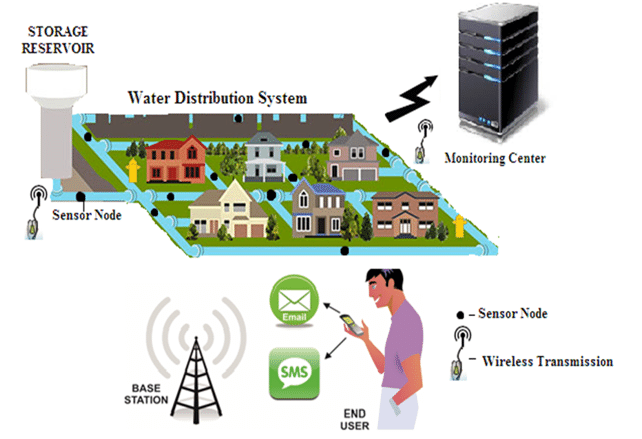 STORAGE
RESERVOIR
Water Distribution System
Monitoring Center
Sensor Node
Email
SMS
BASE
STATION
END
USER
– Sensor Node
– Wireless Transmission